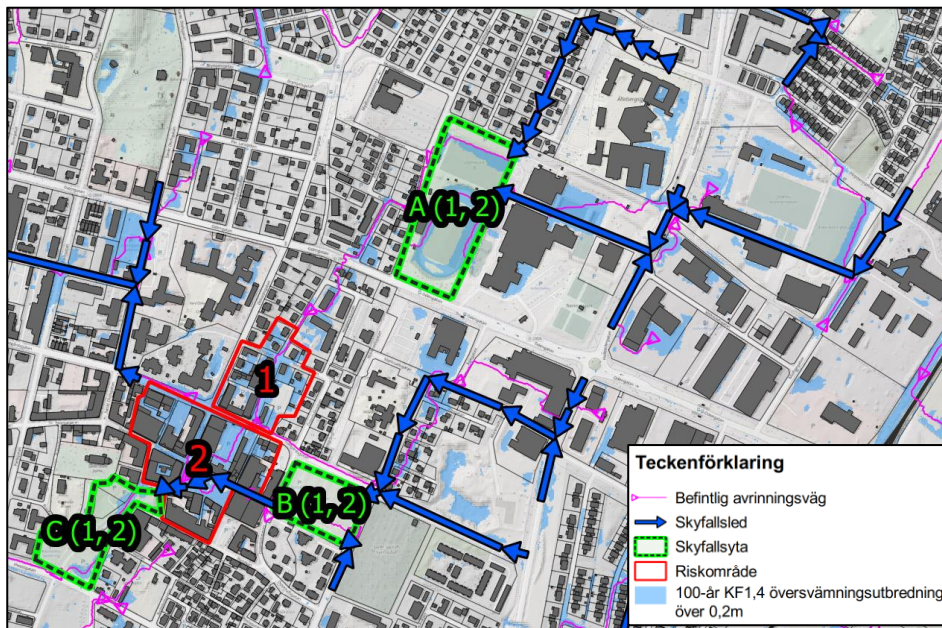 A (1, 2)
1
2
B (1, 2)
C (1, 2)
Teckenförklaring
Befintlig avrinningsväg
Skyfallsled
Skyfallsyta
Riskområde
100-år KF1,4 översvämningsutbredning
över 0,2m